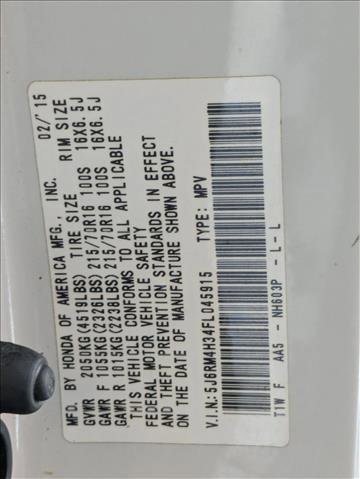 MFD. BY HONDA OF AMERICA MFG., INC. 02/'15
GVWR 2050KG(4519LBS) TIRE SIZE RIM SIZE
GAWR F 1055KG(2326LBS) 215/70R16 100S 16X6.5J
GAWR R 1015KG(2238LBS) 215/70R16 100S 16X6.5J
THIS VEHICLE CONFORMS TO ALL APPLICABLE
FEDERAL MOTOR VEHICLE SAFETY
AND THEFT PREVENTION STANDARDS IN EFFECT
ON THE DATE OF MANUFACTURE SHOWN ABOVE.
V.I.N.: 5J6RM4H34FL045915 TYPE: MPV
T1W F AA5 - NH603P - L - L